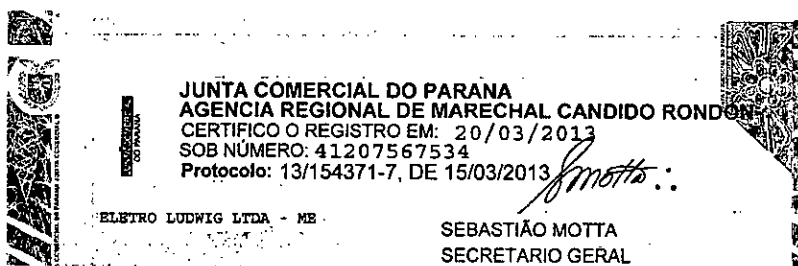 JUNTA COMERCIAL DO PARANA
AGENCIA REGIONAL DE MARECHAL CANDIDO RONDON
CERTIFICO O REGISTRO EM: 20/03/2013
SOB NÚMERO: 41207567534
Protocolo: 13/154371-7, DE 15/03/2013
Smotta
ELETRO LUDWIG LTDA - ME
SEBASTIÃO MOTTA
SECRETARIO GERAL